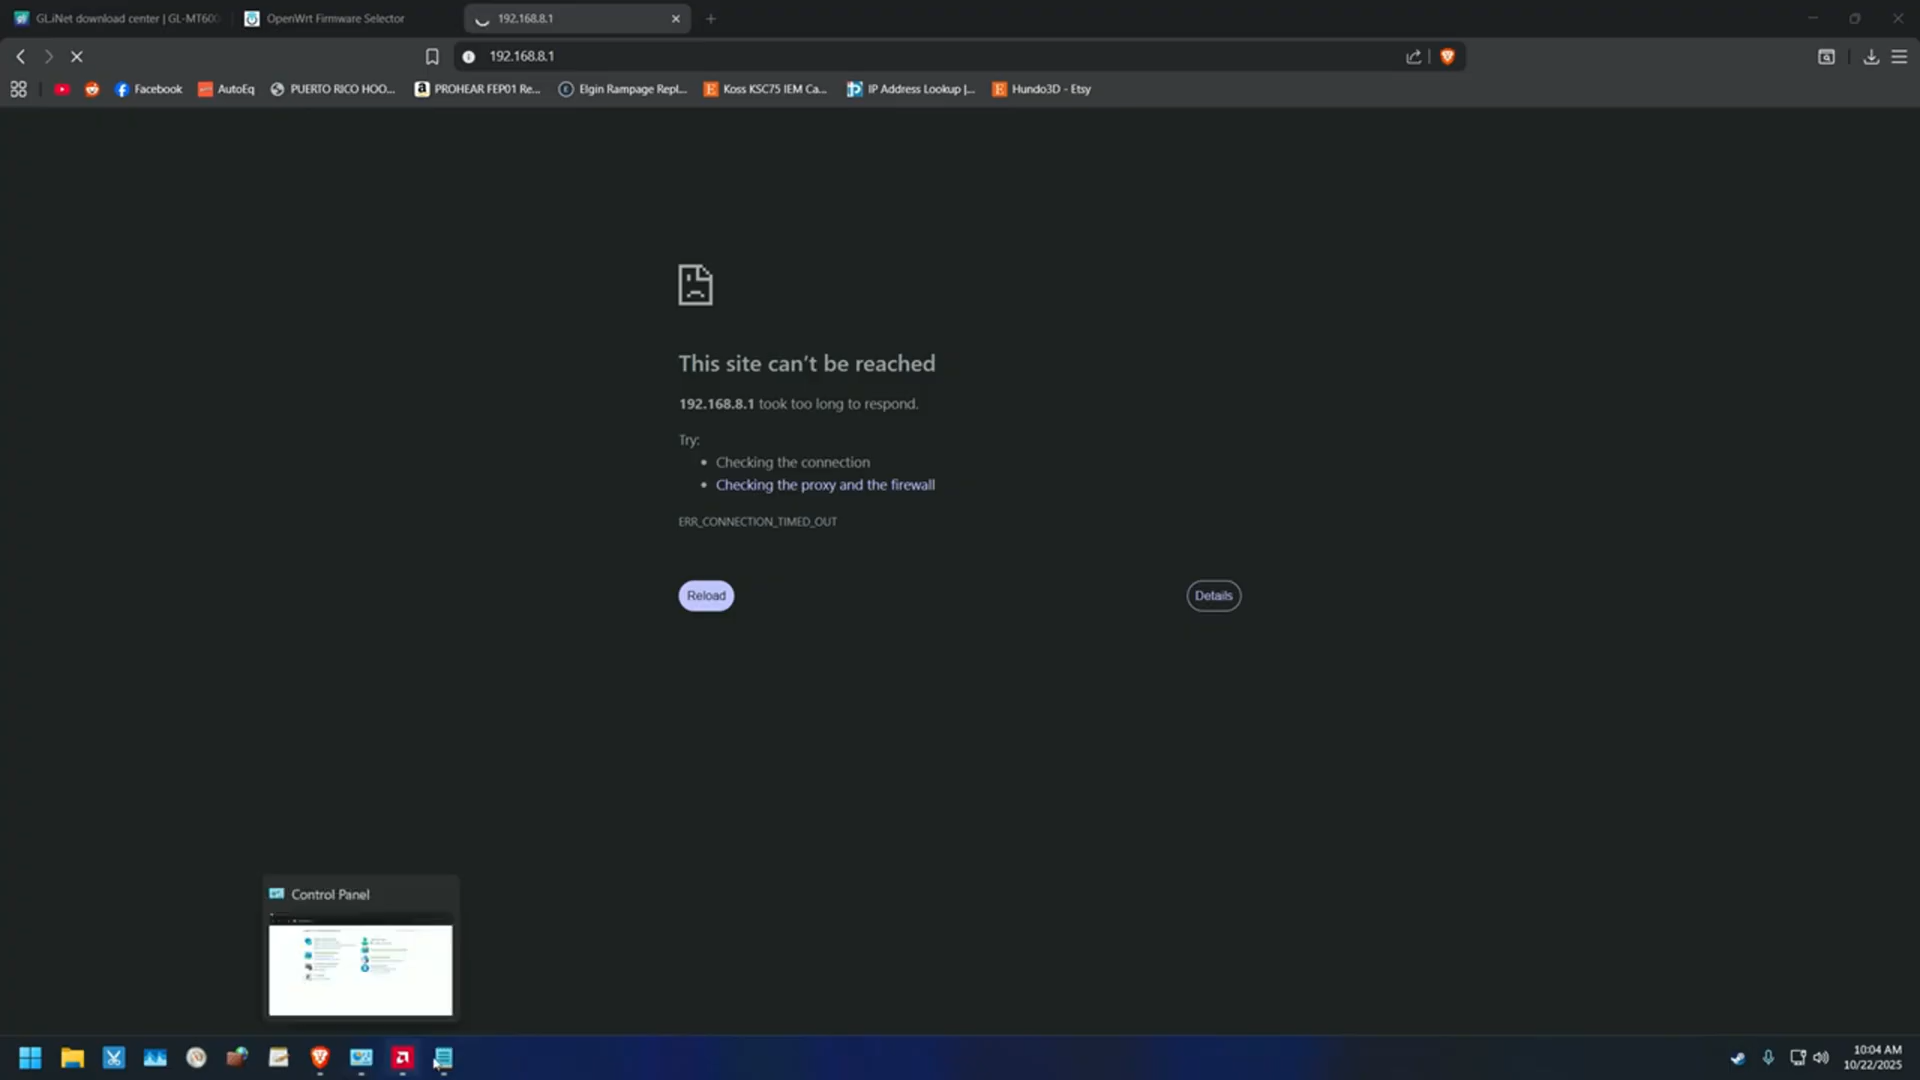 GLiNet download center | GL-MT600
OpenWrt Firmware Selector
192.168.8.1
192.168.8.1
Facebook
AutoEq
PUERTO RICO HOO...
PROHEAR FEP01 Re...
Elgin Rampage Repl...
Koss KSC75 IEM Ca...
IP Address Lookup |...
Hundo3D - Etsy
This site can't be reached
192.168.8.1 took too long to respond.
Try:
• Checking the connection
• Checking the proxy and the firewall
ERR_CONNECTION_TIMED_OUT
Reload
Details
Control Panel
10:04 AM
10/22/2025